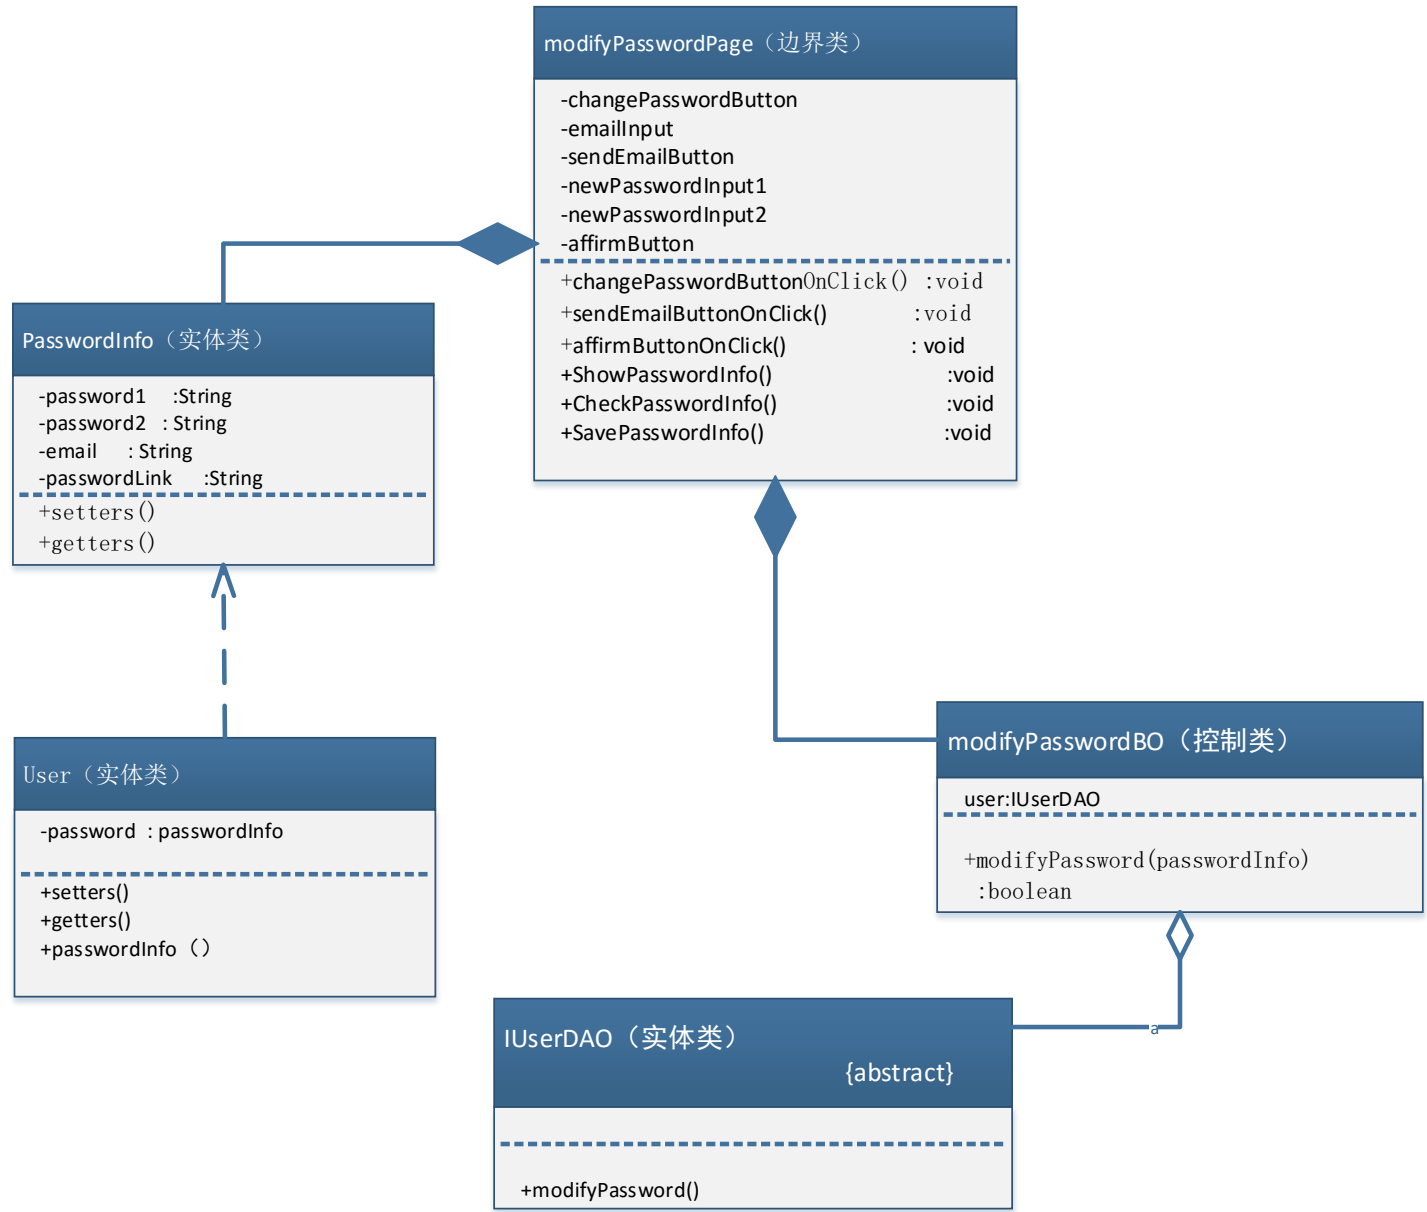 modifyPasswordPage（边界类）
-changePasswordButton
-emailInput
-sendEmailButton
-newPasswordInput1
-newPasswordInput2
-affirmButton
+changePasswordButtonOnClick() :void
+sendEmailButtonOnClick() :void
+affirmButtonOnClick() : void
+ShowPasswordInfo() :void
+CheckPasswordInfo() :void
+SavePasswordInfo() :void
PasswordInfo（实体类）
-password1 :String
-password2 : String
-email : String
-passwordLink :String
+setters()
+getters()
User（实体类）
-password : passwordInfo
+setters()
+getters()
+passwordInfo（）
modifyPasswordBO（控制类）
user:IUserDAO
+modifyPassword(passwordInfo)
:boolean
a
IUserDAO（实体类）
{abstract}
+modifyPassword()